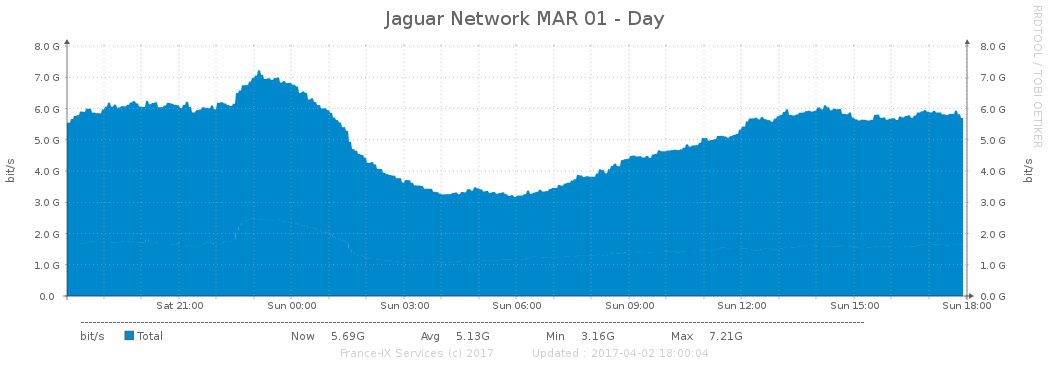 Jaguar Network MAR 01 - Day
RRDTOOL / TOBI OETIKER
8.0 G 8.0 G
7.0 G 7.0 G
6.0 G 6.0 G
5.0 G 5.0 G
4.0 G 4.0 G
3.0 G 3.0 G
2.0 G 2.0 G
1.0 G 1.0 G
0.0 0.0 G
bit/s
bit/s
Sat 21:00 Sun 00:00 Sun 03:00 Sun 06:00 Sun 09:00 Sun 12:00 Sun 15:00 Sun 18:00
bit/s Total Now 5.69G Avg 5.13G Min 3.16G Max 7.21G
France-IX Services (c) 2017 Updated : 2017-04-02 18:00:04